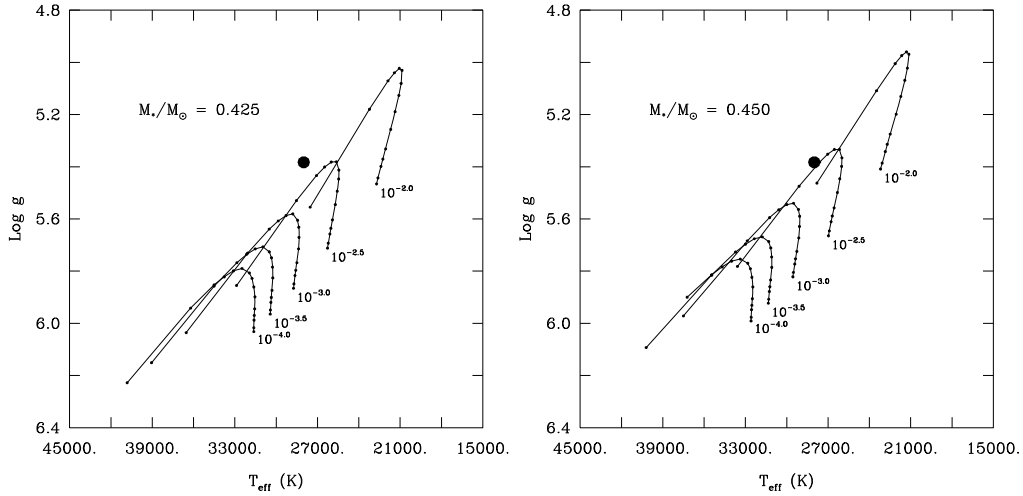 4.8
5.2
5.6
6.0
6.4
Log g
M*/M⊙ = 0.425
10-2.0
10-2.5
10-3.0
10-3.5
10-4.0
45000. 39000. 33000. 27000. 21000. 15000.
Teff (K)
4.8
5.2
5.6
6.0
6.4
Log g
M*/M⊙ = 0.450
10-2.0
10-2.5
10-3.0
10-3.5
10-4.0
45000. 39000. 33000. 27000. 21000. 15000.
Teff (K)